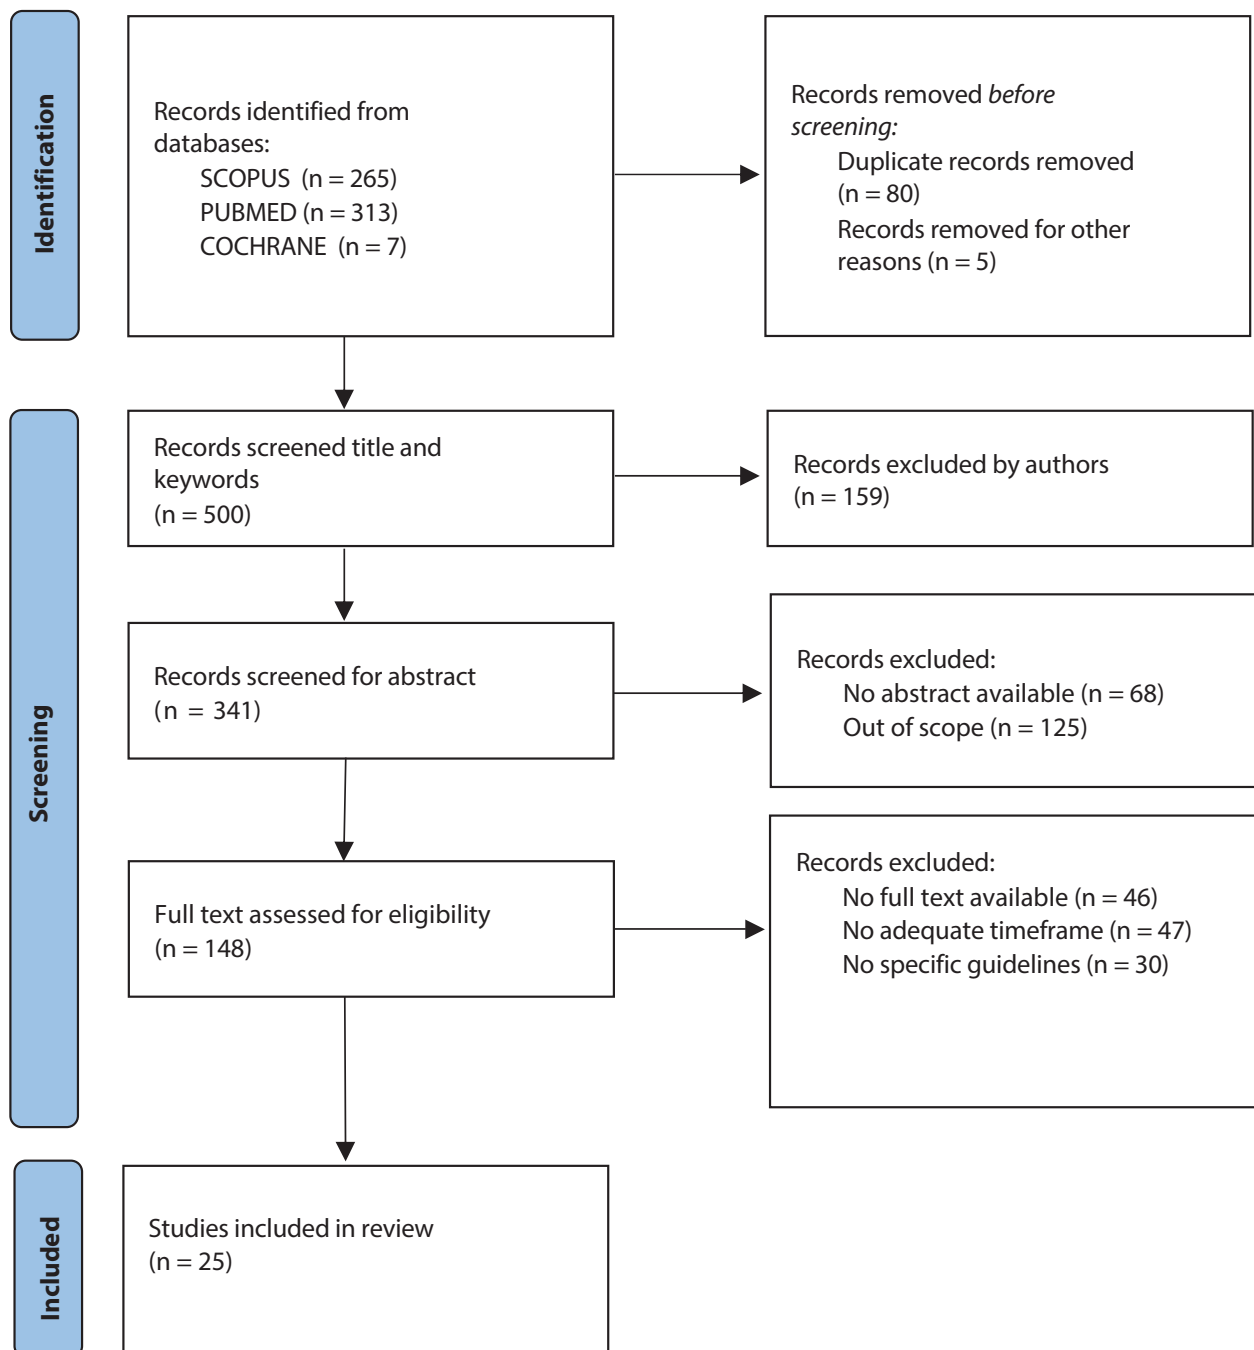 Identification
Records identified from
databases:
SCOPUS (n = 265)
PUBMED (n = 313)
COCHRANE (n = 7)
Records removed before
screening:
Duplicate records removed
(n = 80)
Records removed for other
reasons (n = 5)
Screening
Records screened title and
keywords
(n = 500)
Records excluded by authors
(n = 159)
Records screened for abstract
(n = 341)
Records excluded:
No abstract available (n = 68)
Out of scope (n = 125)
Full text assessed for eligibility
(n = 148)
Records excluded:
No full text available (n = 46)
No adequate timeframe (n = 47)
No specific guidelines (n = 30)
Included
Studies included in review
(n = 25)